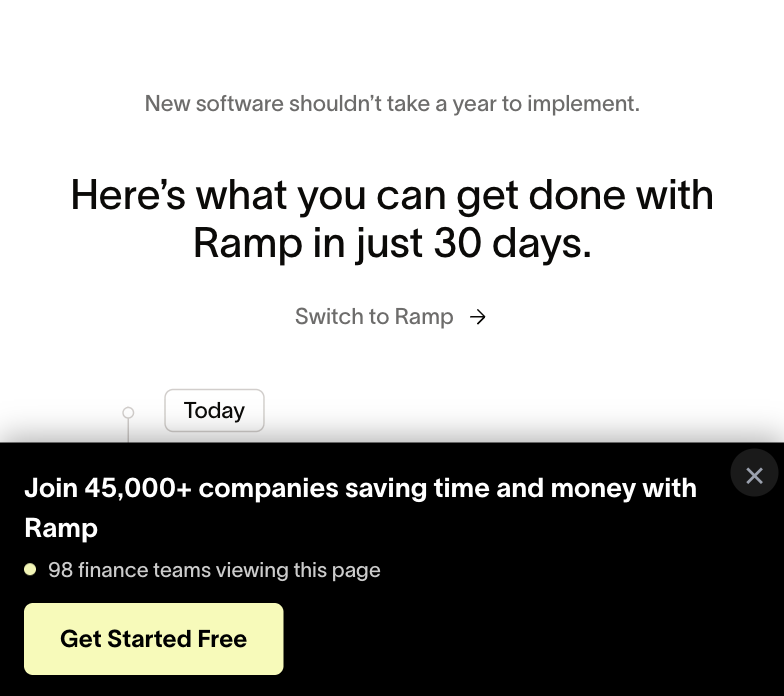 New software shouldn’t take a year to implement.
Here’s what you can get done with
Ramp in just 30 days.
Switch to Ramp →
Today
Join 45,000+ companies saving time and money with
Ramp
98 finance teams viewing this page
Get Started Free